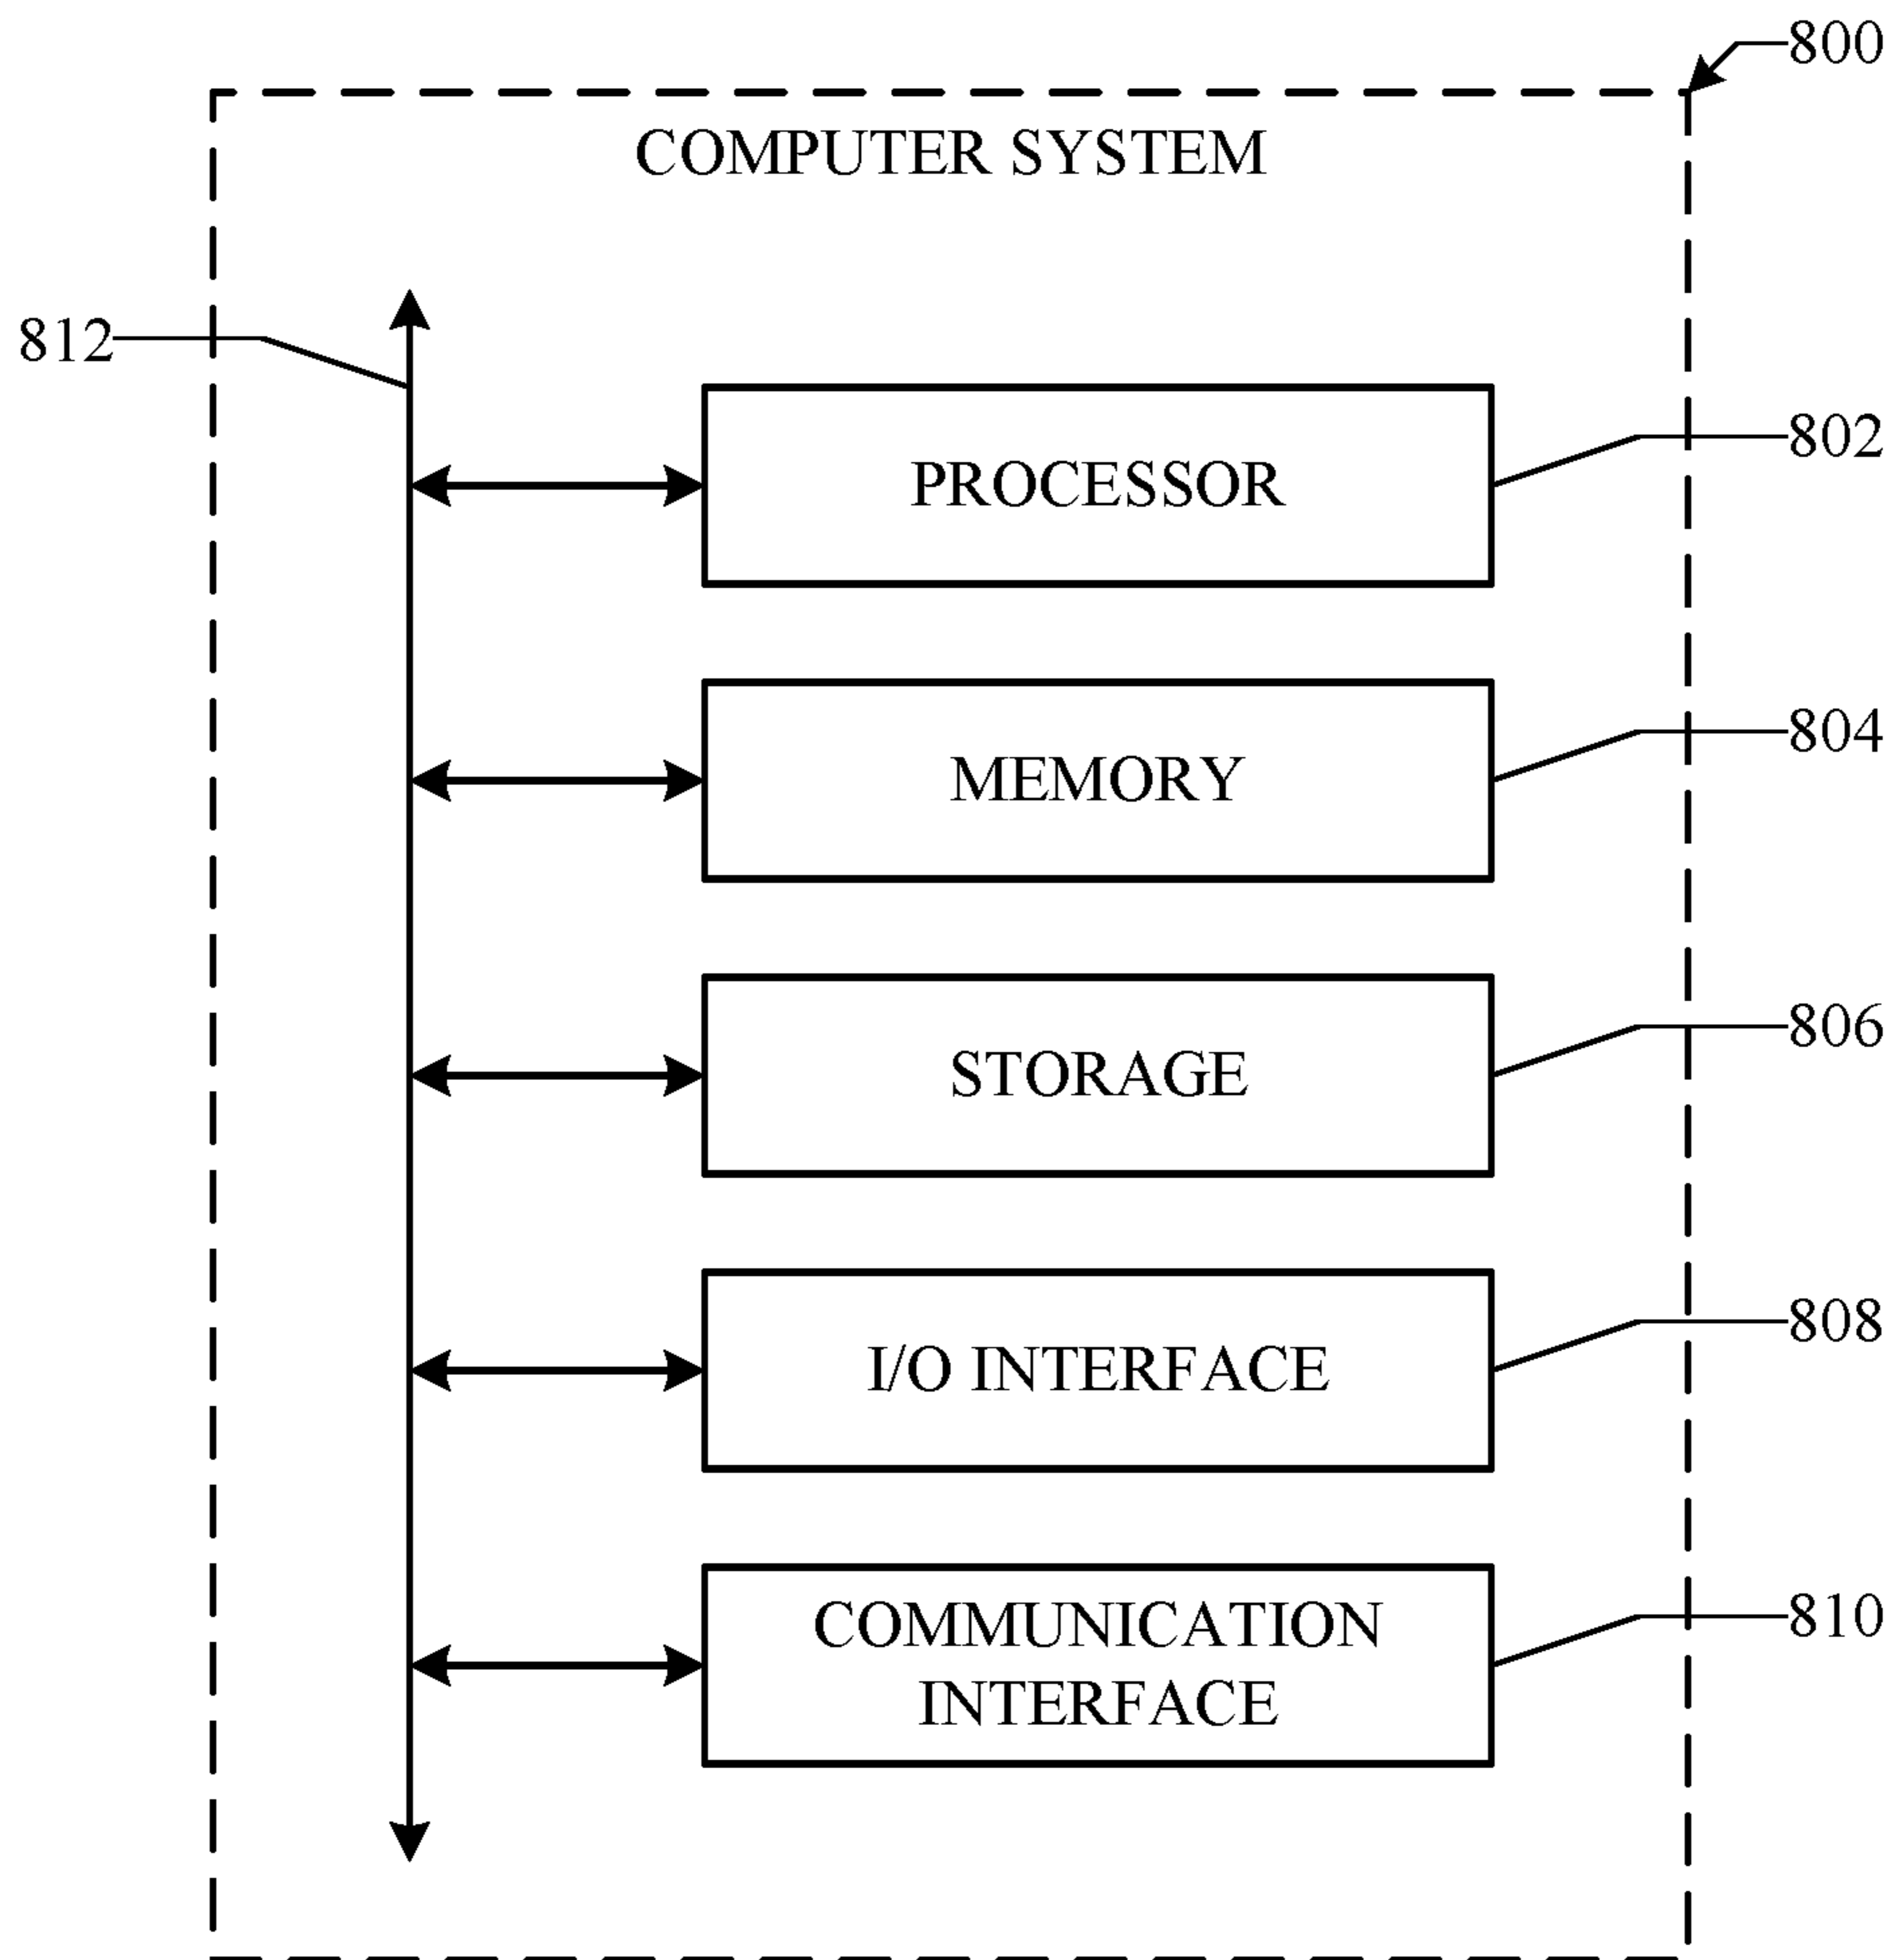 800
COMPUTER SYSTEM
812
802
PROCESSOR
804
MEMORY
806
STORAGE
808
I/O INTERFACE
810
COMMUNICATION
INTERFACE